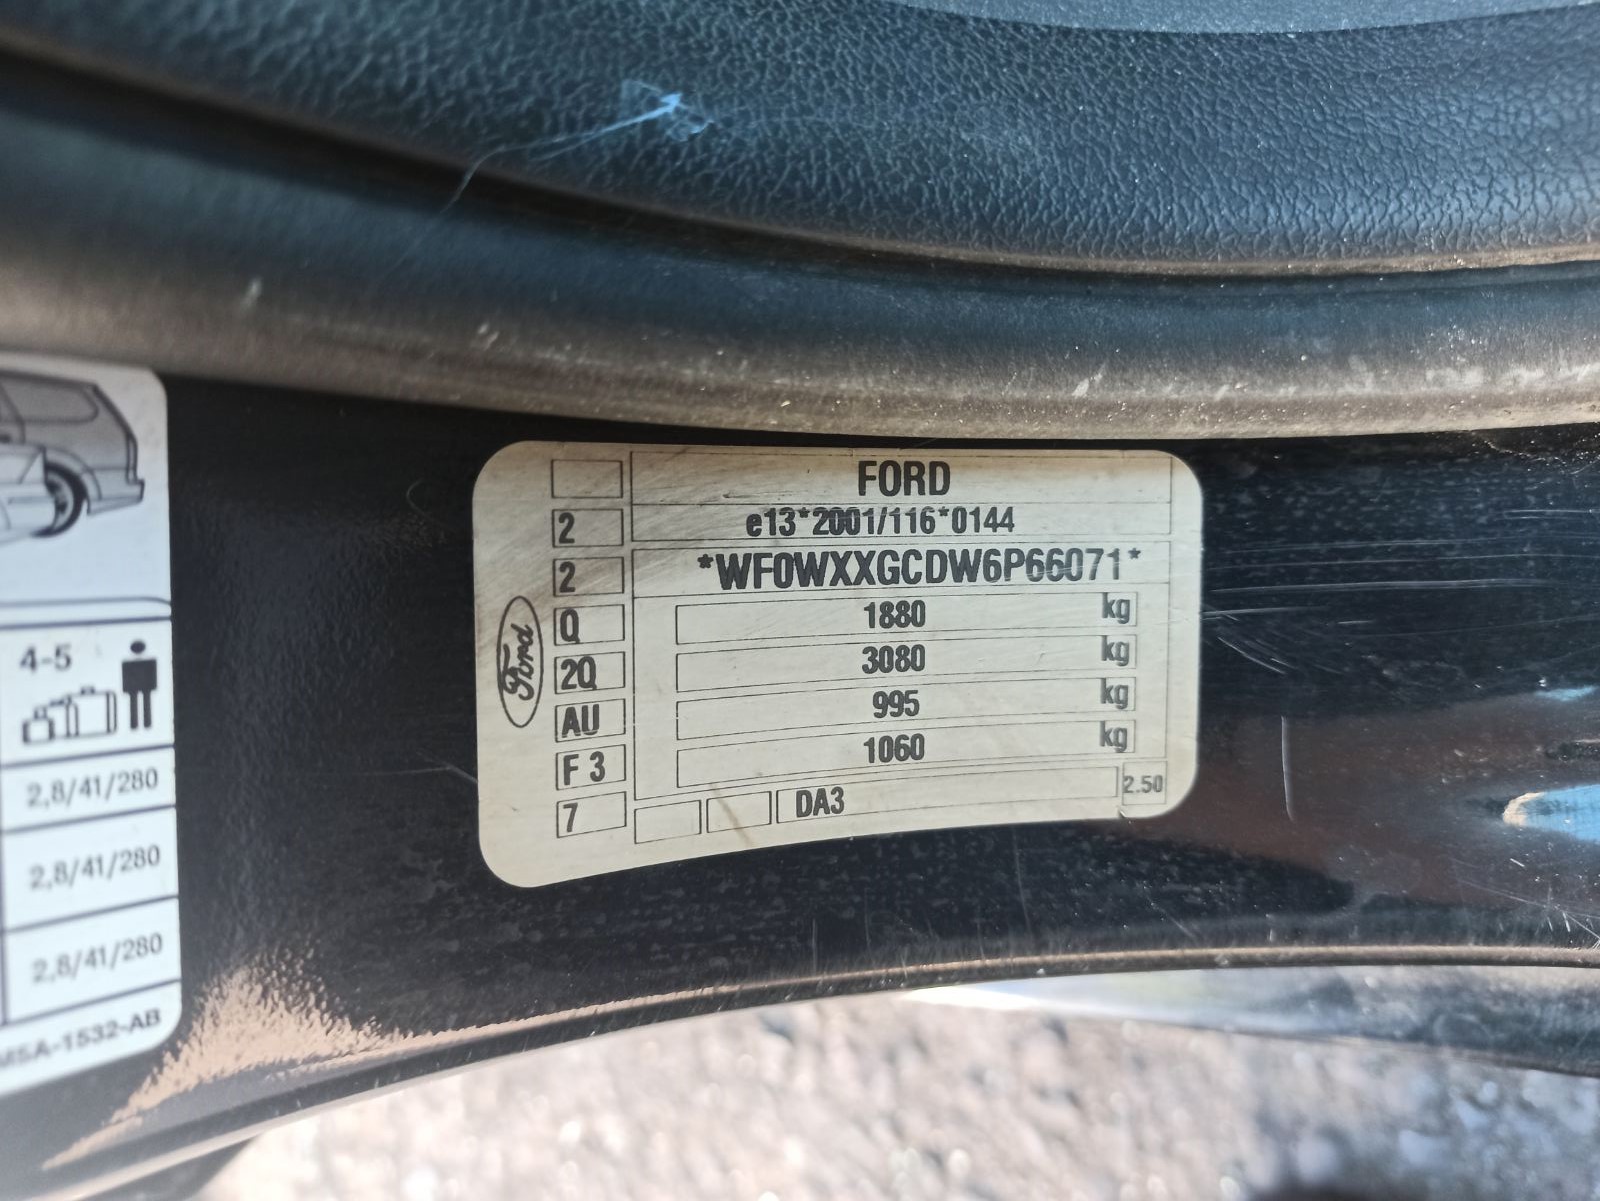 FORD
2 e13*2001/116*0144
2 *WF0WXXGCDW6P66071*
Q 1880 kg
2Q 3080 kg
AU 995 kg
F 3 1060 kg
7 DA3 2.50
Ford
4-5
2,8/41/280
2,8/41/280
2,8/41/280
M5A-1532-AB